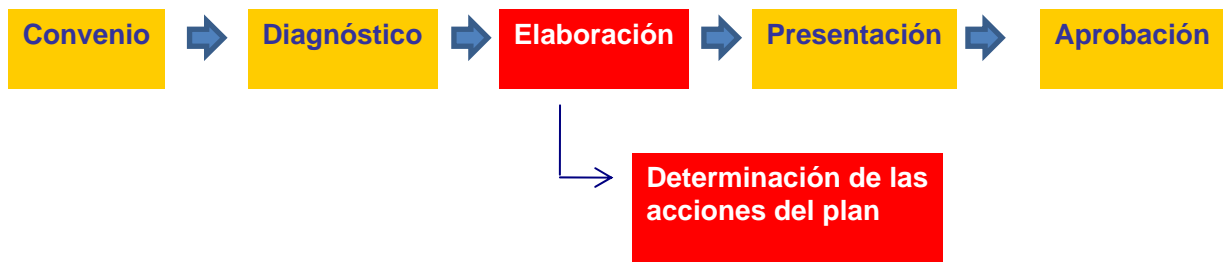 Convenio
Diagnóstico
Elaboración
Presentación
Aprobación
Determinación de las
acciones del plan